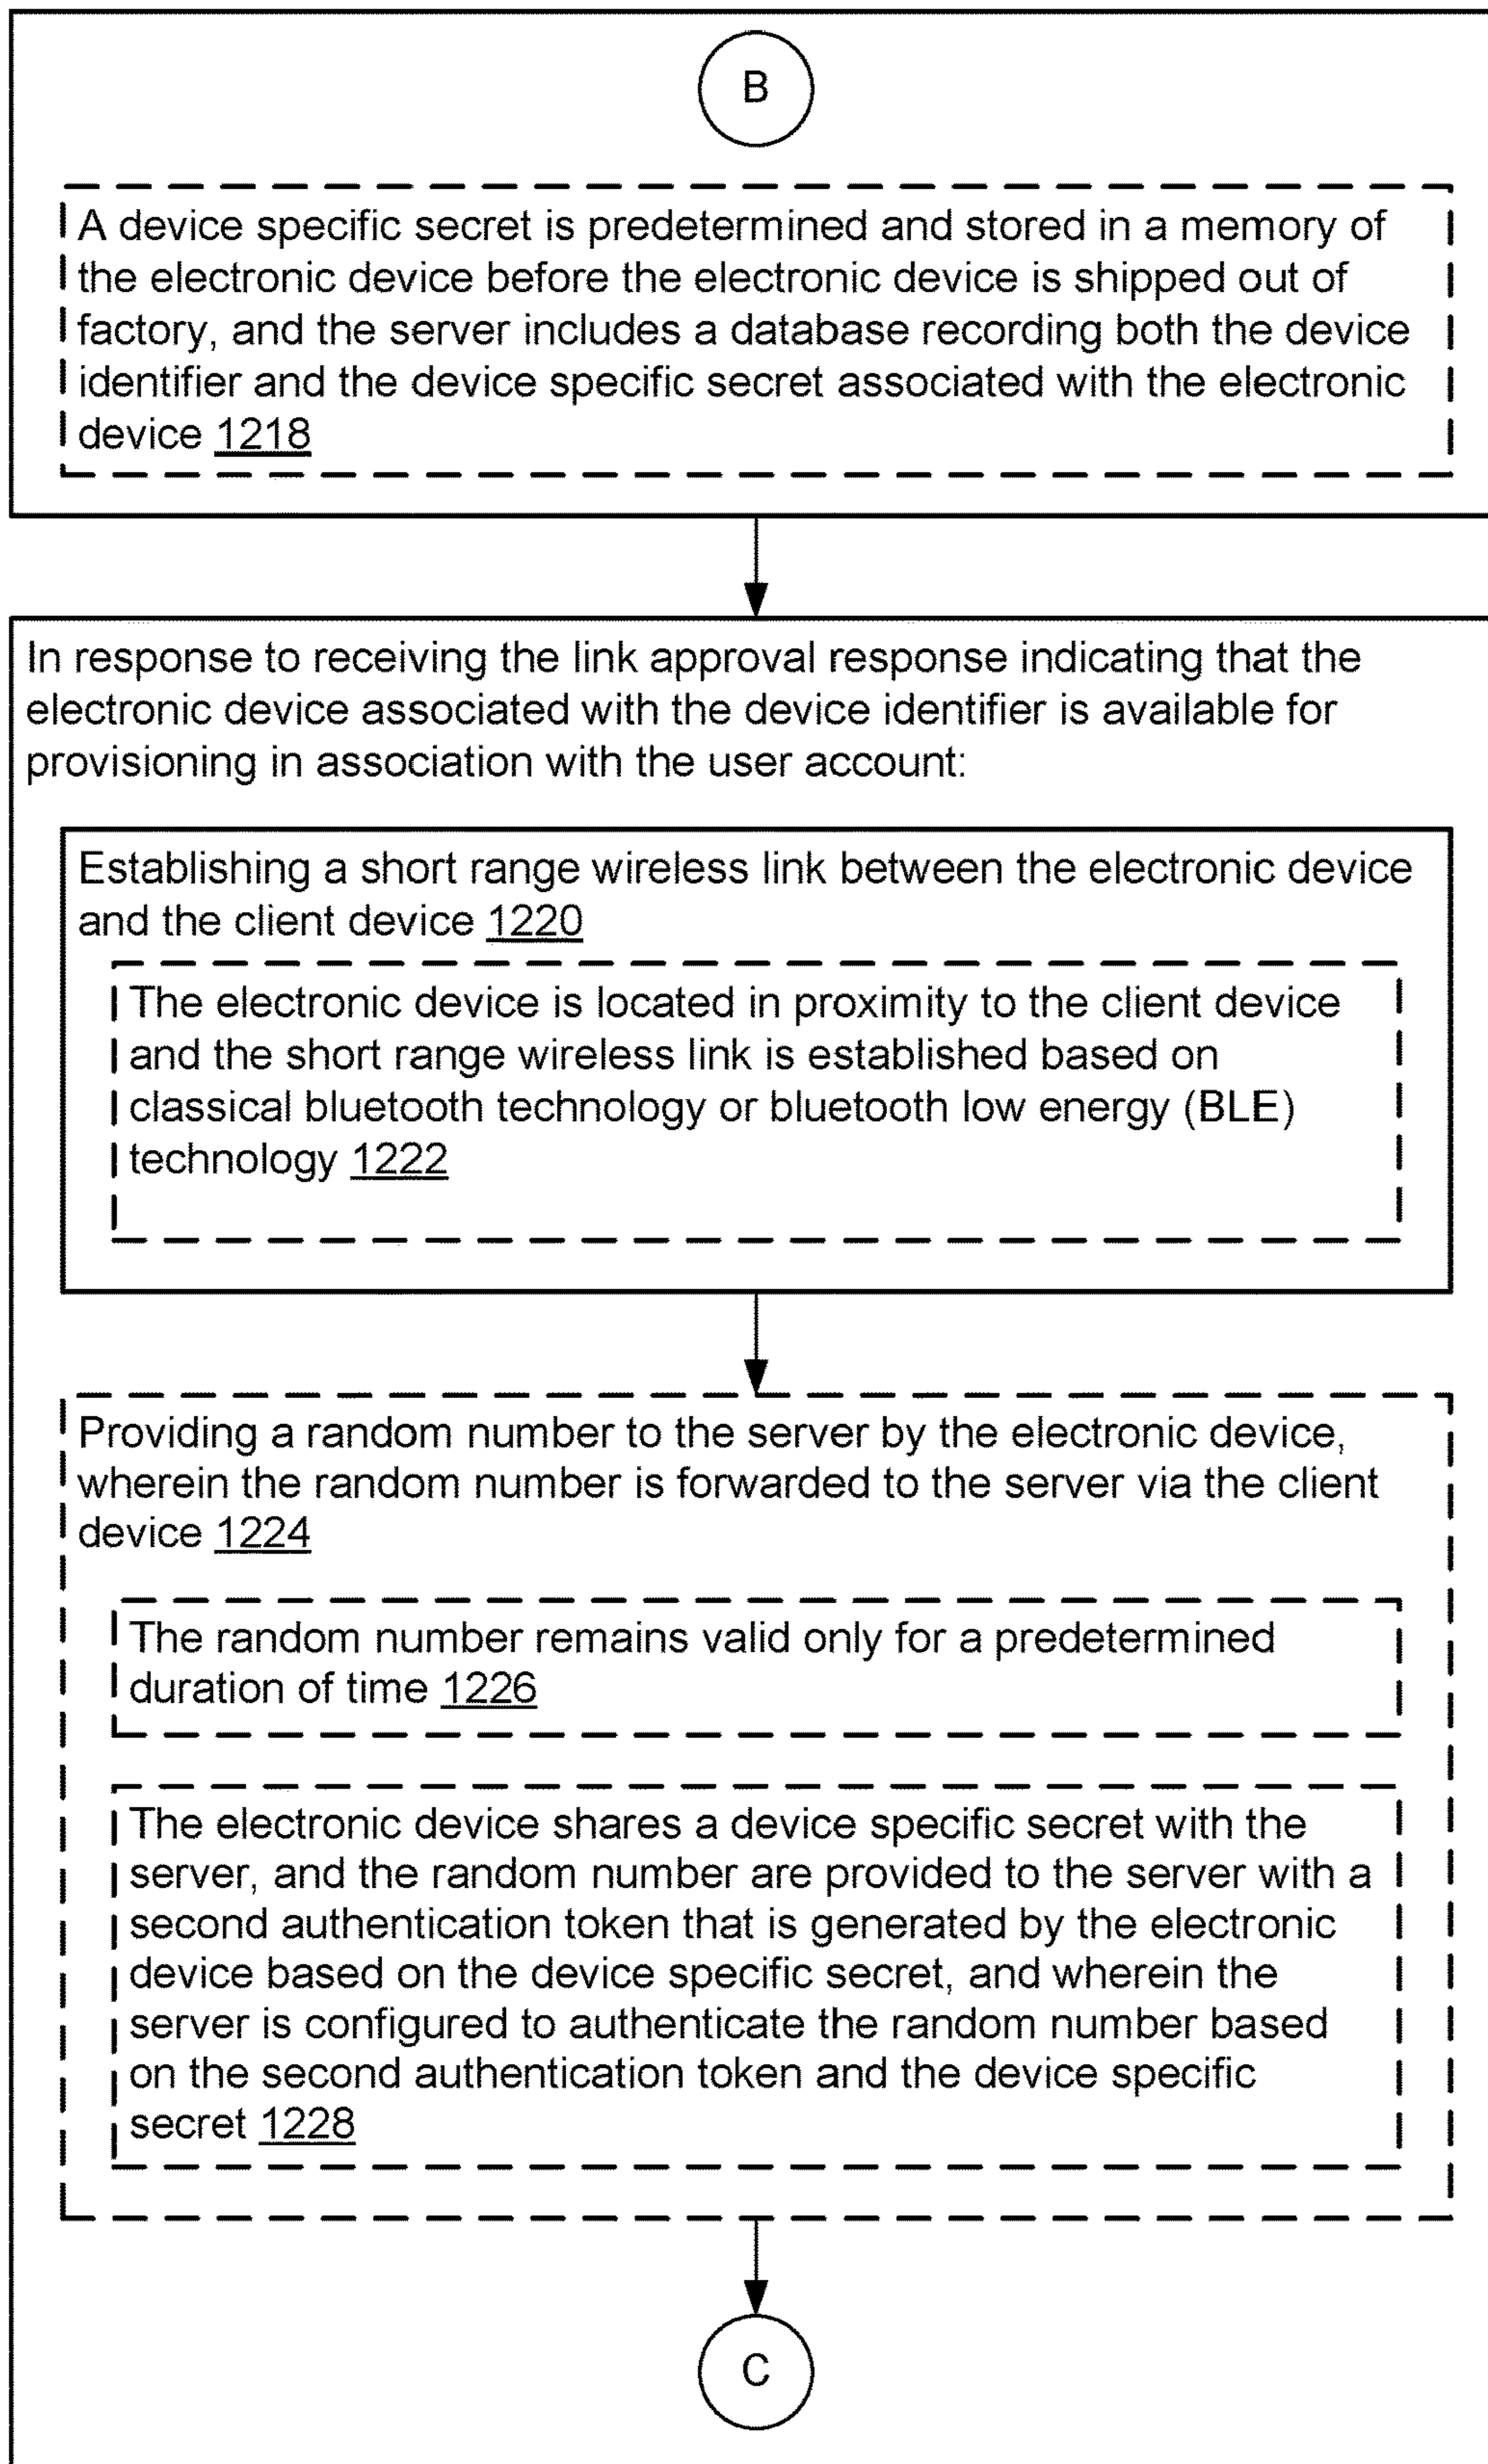 B
A device specific secret is predetermined and stored in a memory of
the electronic device before the electronic device is shipped out of
factory, and the server includes a database recording both the device
identifier and the device specific secret associated with the electronic
device 1218
In response to receiving the link approval response indicating that the
electronic device associated with the device identifier is available for
provisioning in association with the user account:
Establishing a short range wireless link between the electronic device
and the client device 1220
The electronic device is located in proximity to the client device
and the short range wireless link is established based on
classical bluetooth technology or bluetooth low energy (BLE)
technology 1222
Providing a random number to the server by the electronic device,
wherein the random number is forwarded to the server via the client
device 1224
The random number remains valid only for a predetermined
duration of time 1226
The electronic device shares a device specific secret with the
server, and the random number are provided to the server with a
second authentication token that is generated by the electronic
device based on the device specific secret, and wherein the
server is configured to authenticate the random number based
on the second authentication token and the device specific
secret 1228
C